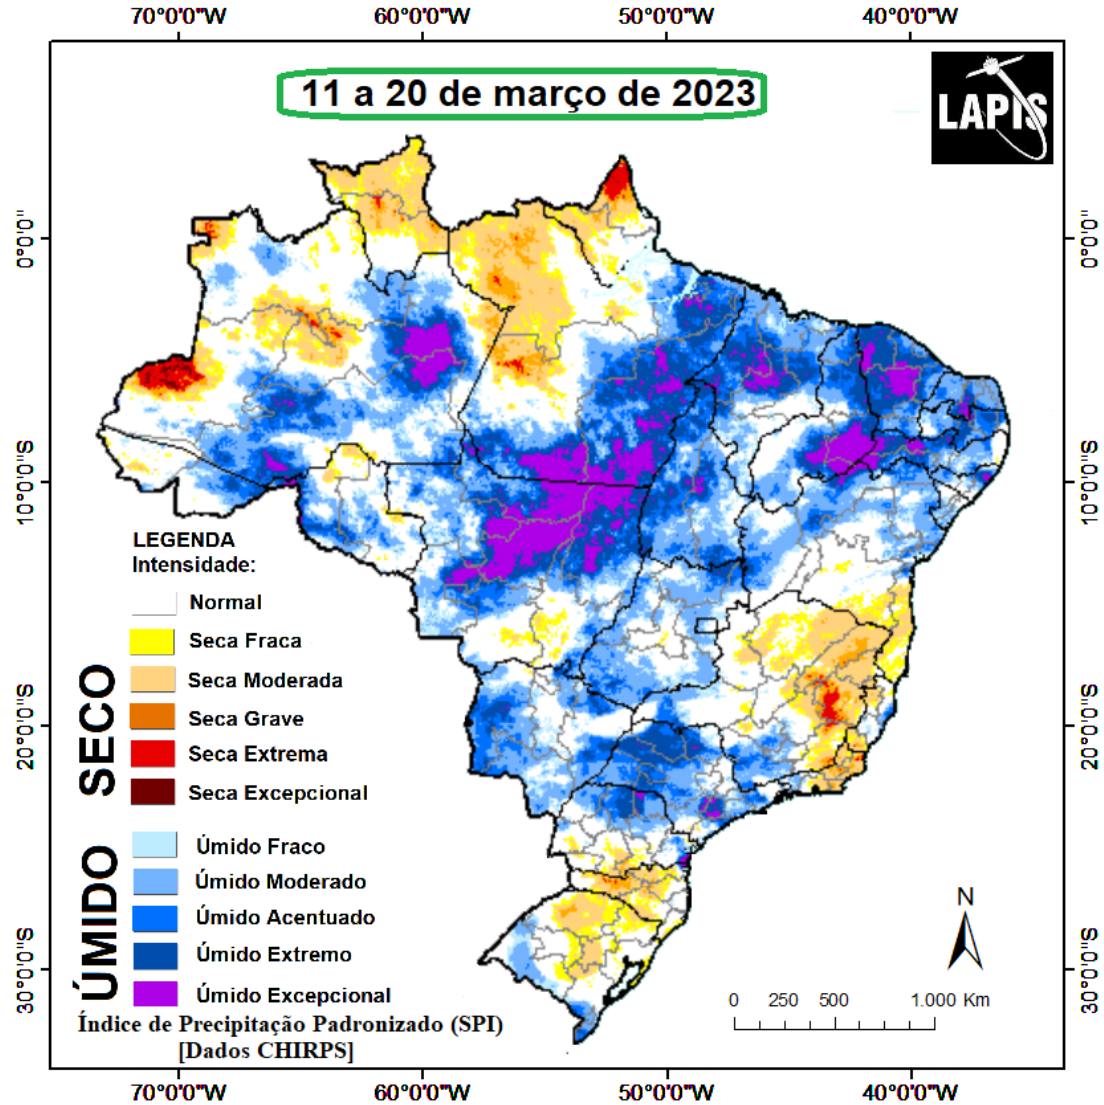 70°0'0"W 60°0'0"W 50°0'0"W 40°0'0"W
11 a 20 de março de 2023
LAPIS
0°0'0" 0°0'0"
10°0'0"S 10°0'0"S
LEGENDA
Intensidade:
Normal
Seca Fraca
SECO
Seca Moderada
Seca Grave
Seca Extrema
Seca Excepcional
20°0'0"S 20°0'0"S
ÚMIDO
Úmido Fraco
Úmido Moderado
Úmido Acentuado
Úmido Extremo
Úmido Excepcional
30°0'0"S 30°0'0"S
N
0 250 500 1.000 Km
Índice de Precipitação Padronizado (SPI)
[Dados CHIRPS]
70°0'0"W 60°0'0"W 50°0'0"W 40°0'0"W